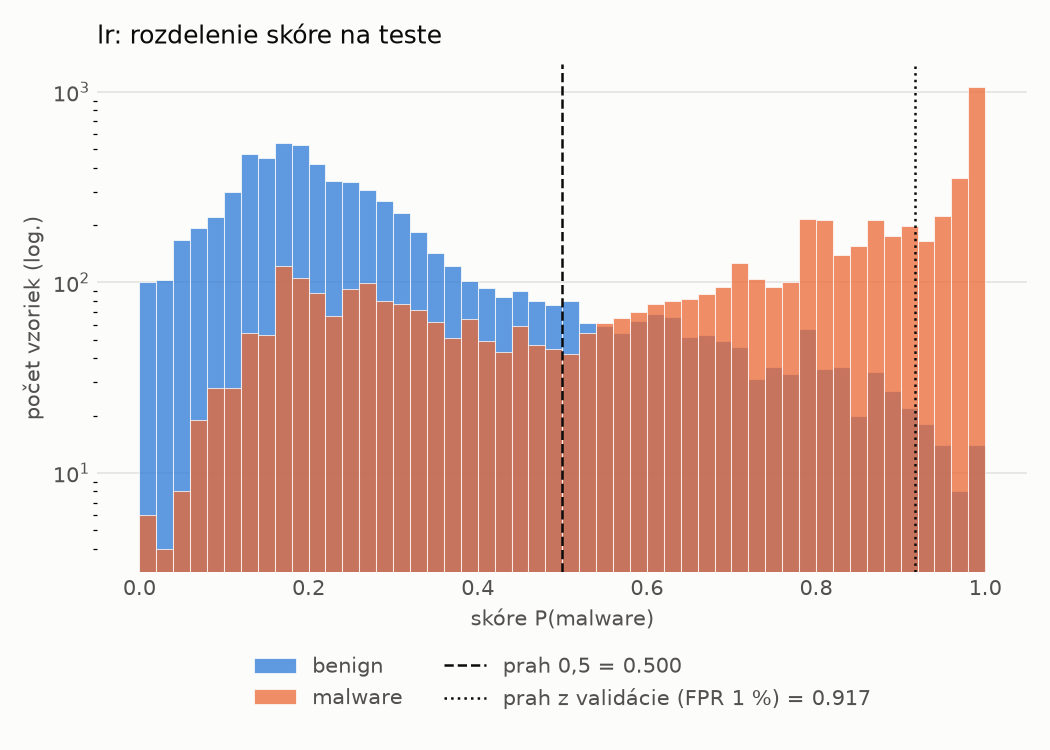 lr: rozdelenie skóre na teste
počet vzoriek (log.)
10³
10²
10¹
0.0 0.2 0.4 0.6 0.8 1.0
skóre P(malware)
benign
malware
prah 0,5 = 0.500
prah z validácie (FPR 1 %) = 0.917